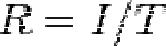 R = I/T